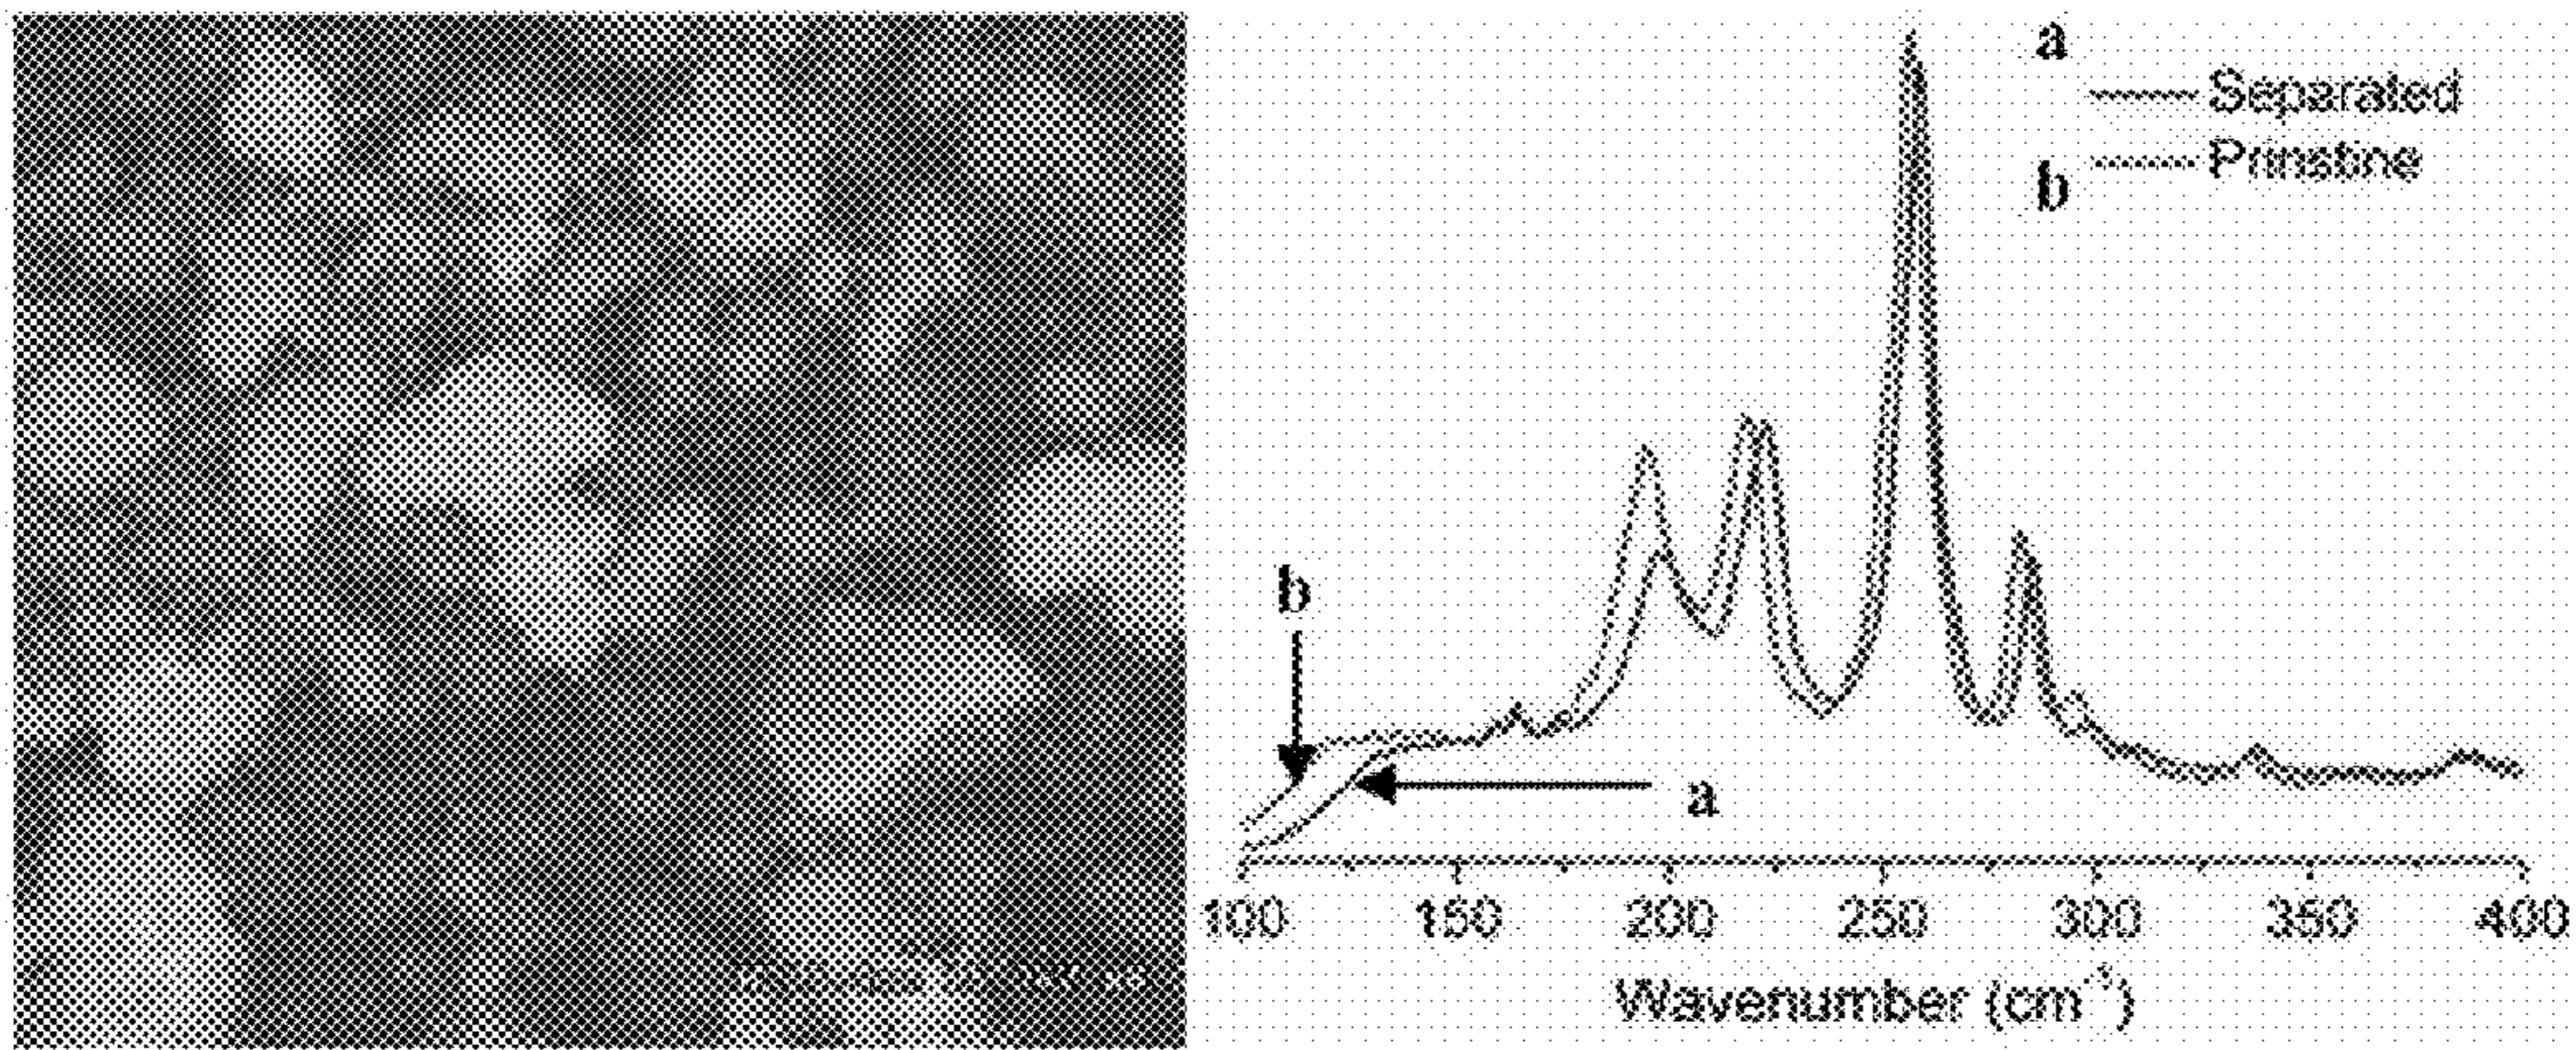 a
Separated
Prinstine
b
b
a
100 150 200 250 300 350 400
Wavenumber (cm⁻¹)